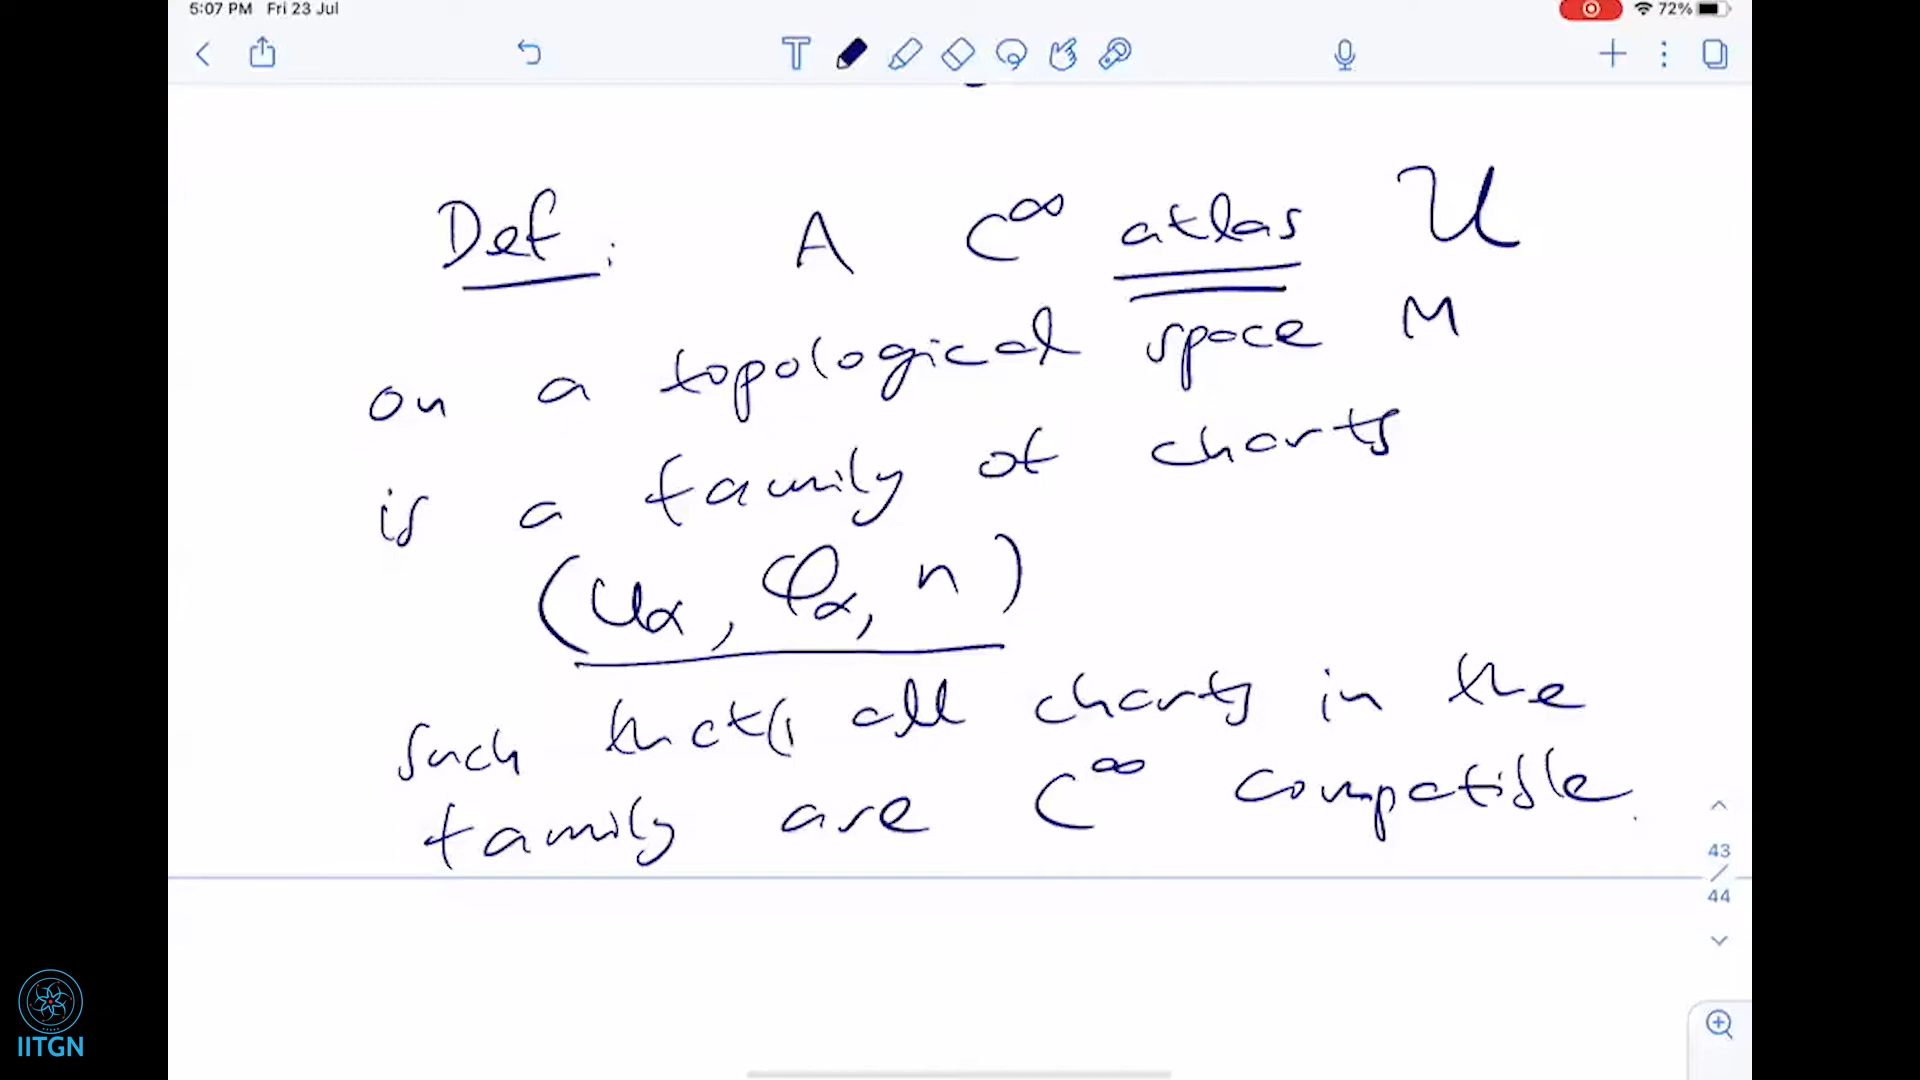 5:07 PM Fri 23 Jul
72%
Def: A C^∞ atlas 𝒰
on a topological space M
is a family of charts
(U_α, φ_α, n)
such that, all charts in the
family are C^∞ compatible.
43
/
44
IITGN